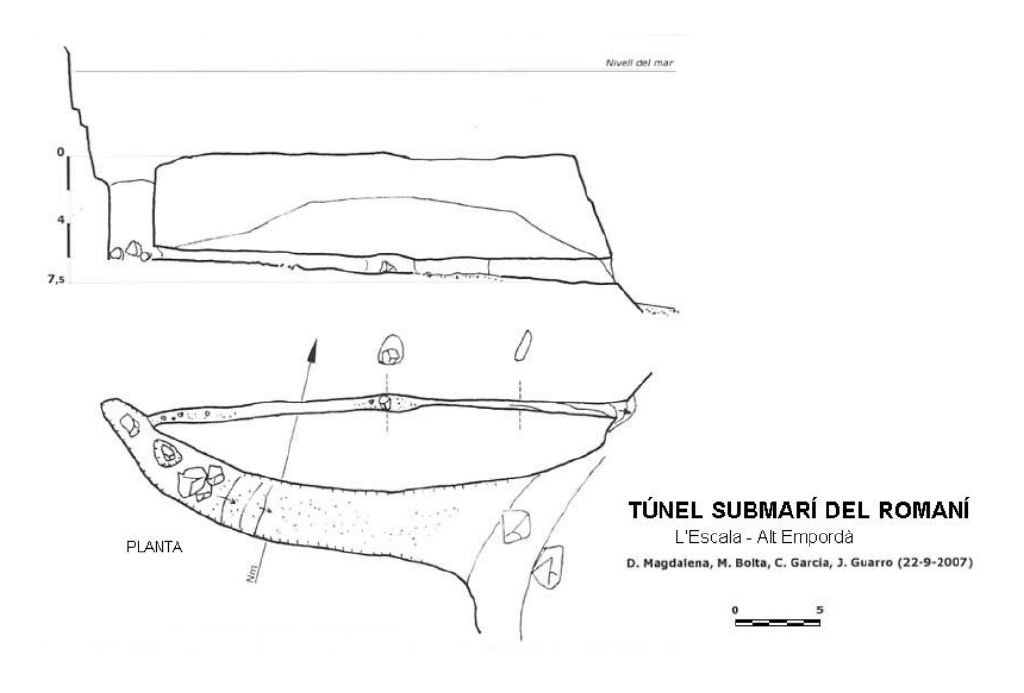 Nivell del mar
0
4
7,5
TÚNEL SUBMARÍ DEL ROMANÍ
L'Escala - Alt Empordà
D. Magdalena, M. Bolta, C. Garcia, J. Guarro (22-9-2007)
PLANTA
Nm
0 5